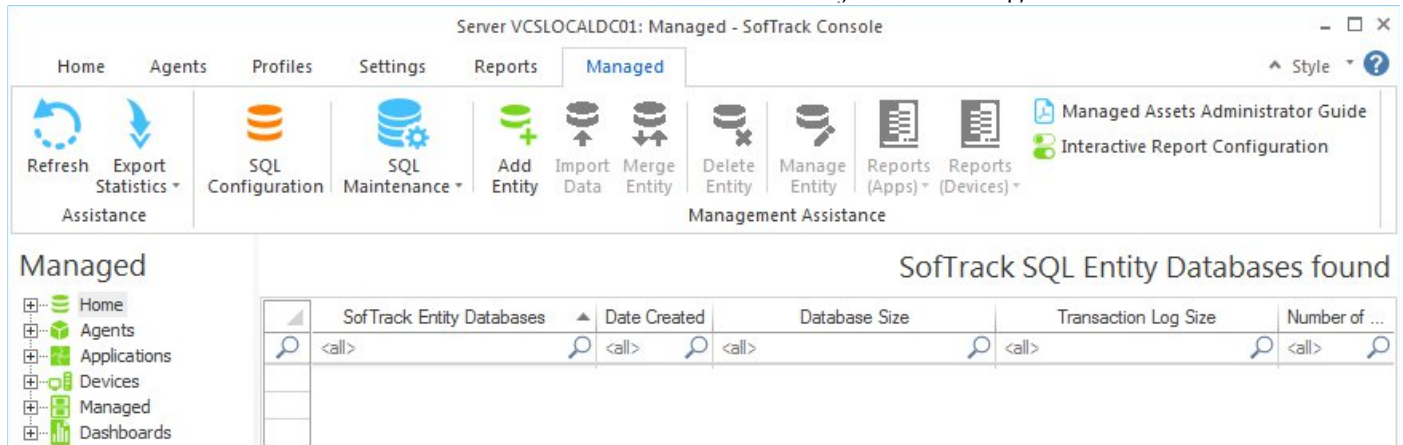 Server VCSLOCALDC01: Managed - SofTrack Console
Home Agents Profiles Settings Reports Managed Style
Refresh Export Statistics SQL Configuration SQL Maintenance Add Entity Import Data Merge Entity Delete Entity Manage Entity Reports (Apps) Reports (Devices)
Managed Assets Administrator Guide
Interactive Report Configuration
Assistance Management Assistance
Managed
SofTrack SQL Entity Databases found
Home
Agents
Applications
Devices
Managed
Dashboards
SofTrack Entity Databases Date Created Database Size Transaction Log Size Number of ...
<all> <all> <all> <all> <all>